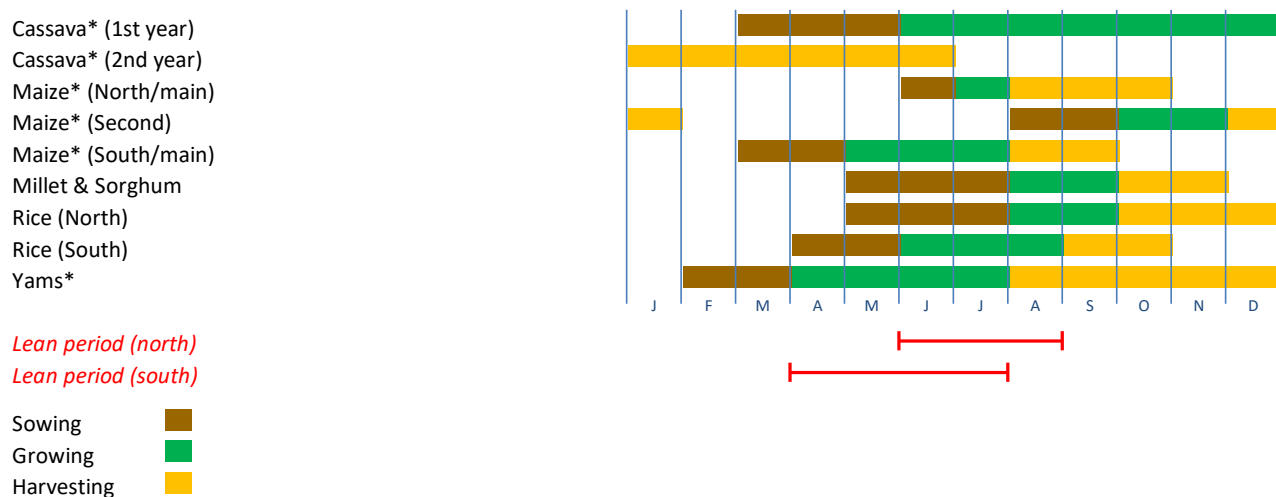 Cassava* (1st year)
Cassava* (2nd year)
Maize* (North/main)
Maize* (Second)
Maize* (South/main)
Millet & Sorghum
Rice (North)
Rice (South)
Yams*
J F M A M J J A S O N D
Lean period (north)
Lean period (south)
Sowing
Growing
Harvesting